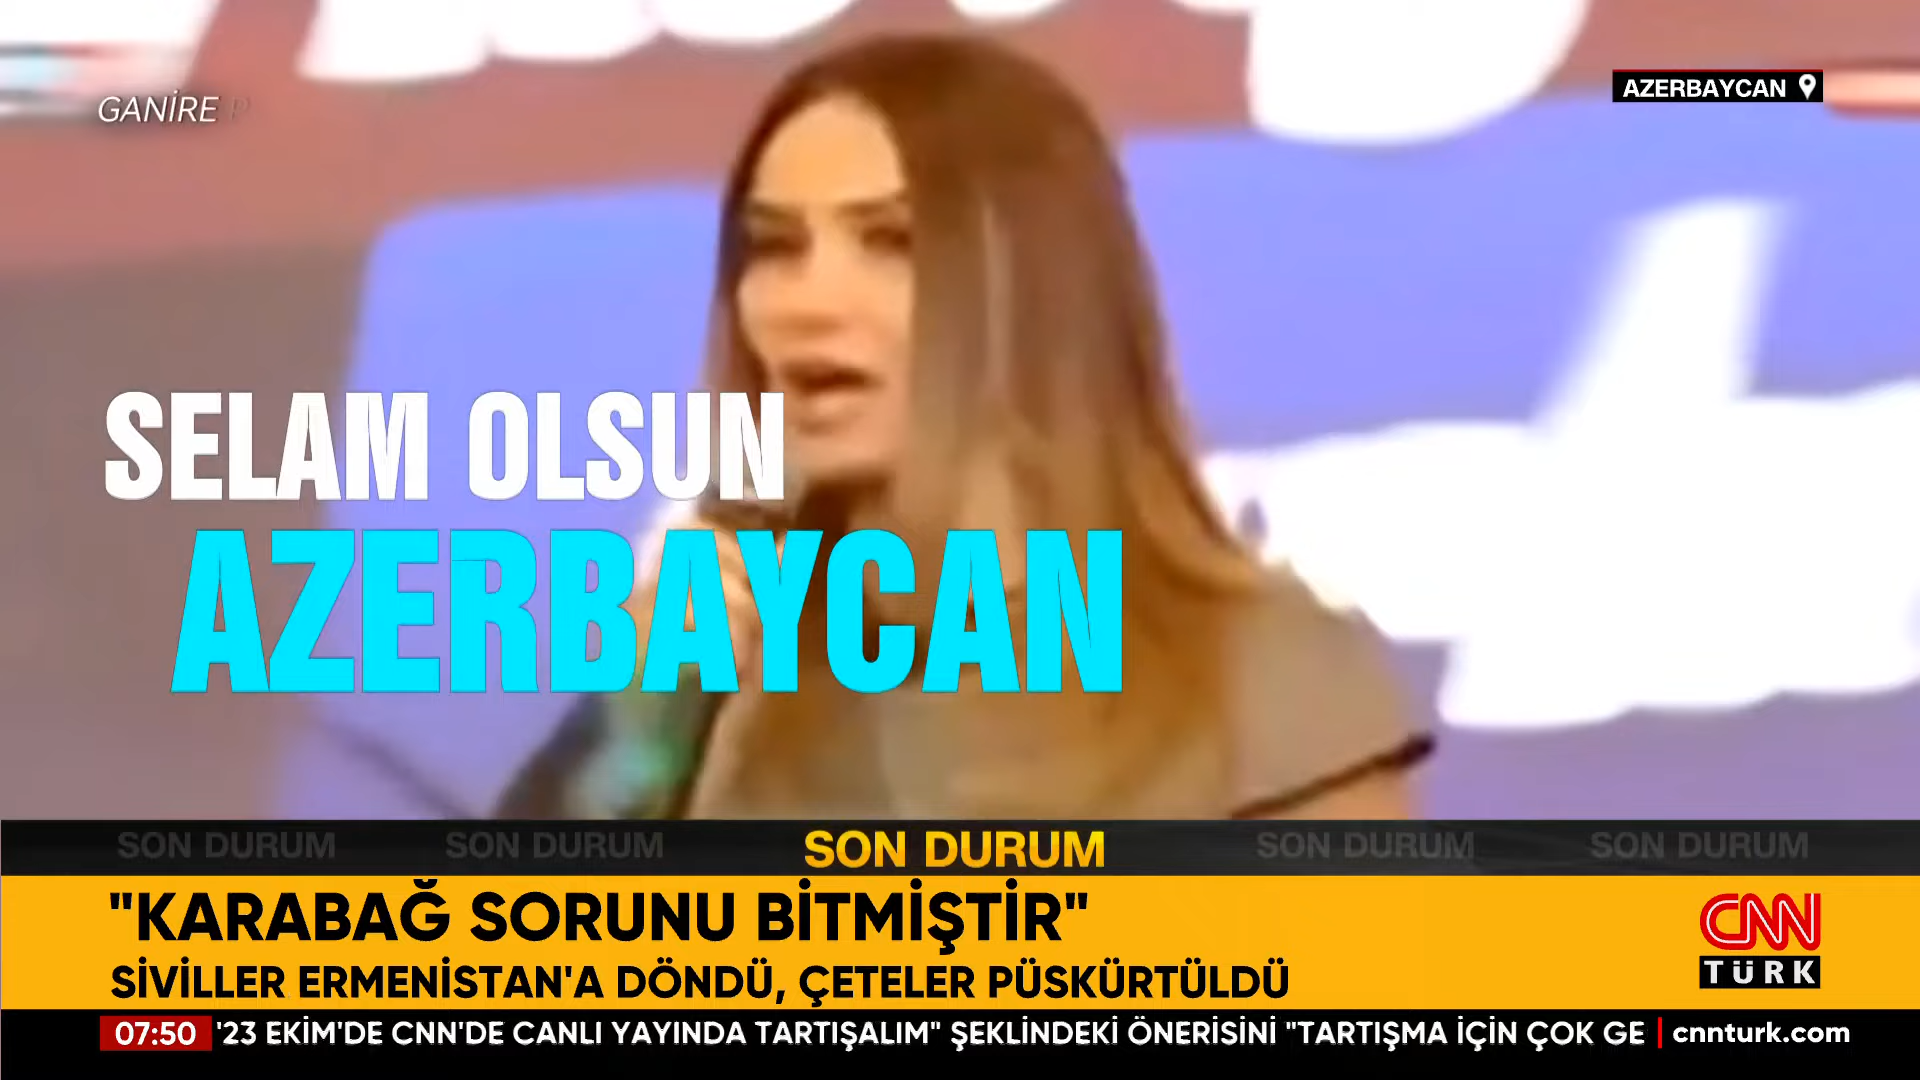 GANİRE
AZERBAYCAN
SELAM OLSUN
AZERBAYCAN
SON DURUM SON DURUM SON DURUM SON DURUM SON DURUM
"KARABAĞ SORUNU BİTMİŞTİR"
SİVİLLER ERMENİSTAN'A DÖNDÜ, ÇETELER PÜSKÜRTÜLDÜ
CNN
TÜRK
07:50 '23 EKİM'DE CNN'DE CANLI YAYINDA TARTIŞALIM" ŞEKLİNDEKİ ÖNERİSİNİ "TARTIŞMA İÇİN ÇOK GE cnnturk.com